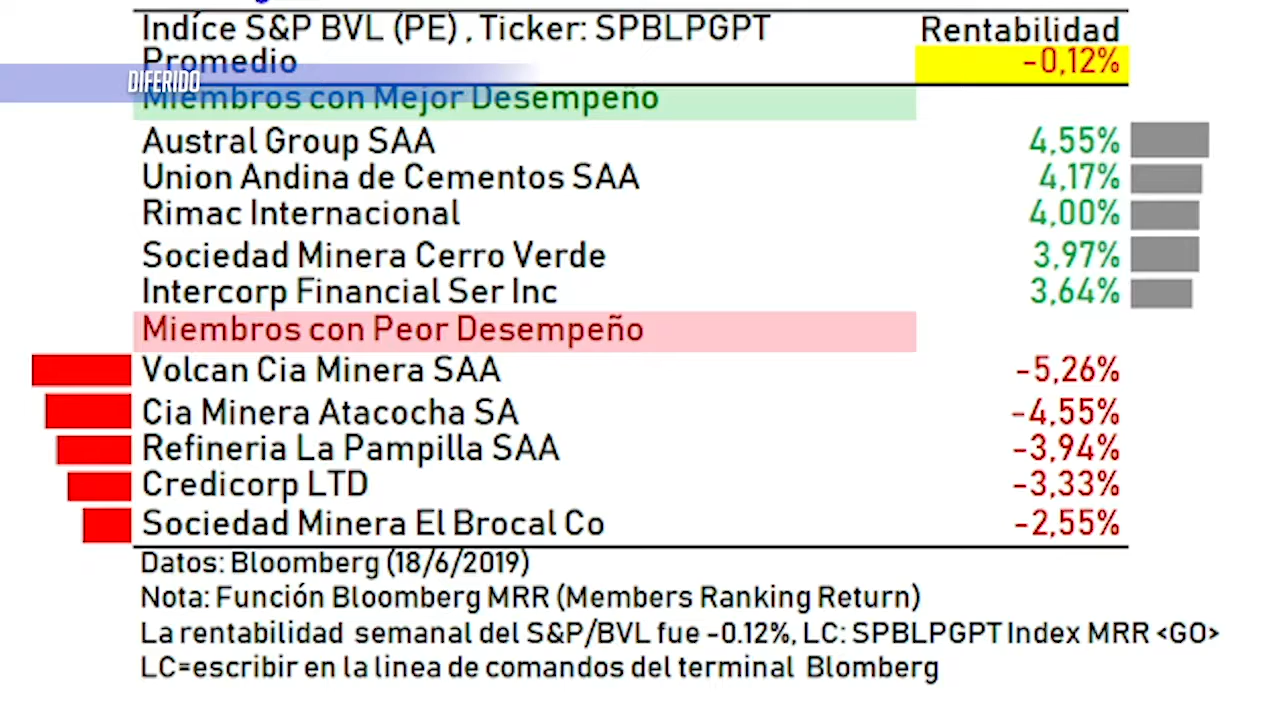 Indíce S&P BVL (PE) , Ticker: SPBLPGPT Rentabilidad
Promedio -0,12%
DIFERIDO
Miembros con Mejor Desempeño
Austral Group SAA 4,55%
Union Andina de Cementos SAA 4,17%
Rimac Internacional 4,00%
Sociedad Minera Cerro Verde 3,97%
Intercorp Financial Ser Inc 3,64%
Miembros con Peor Desempeño
Volcan Cia Minera SAA -5,26%
Cia Minera Atacocha SA -4,55%
Refineria La Pampilla SAA -3,94%
Credicorp LTD -3,33%
Sociedad Minera El Brocal Co -2,55%
Datos: Bloomberg (18/6/2019)
Nota: Función Bloomberg MRR (Members Ranking Return)
La rentabilidad semanal del S&P/BVL fue -0.12%, LC: SPBLPGPT Index MRR <GO>
LC=escribir en la linea de comandos del terminal Blomberg